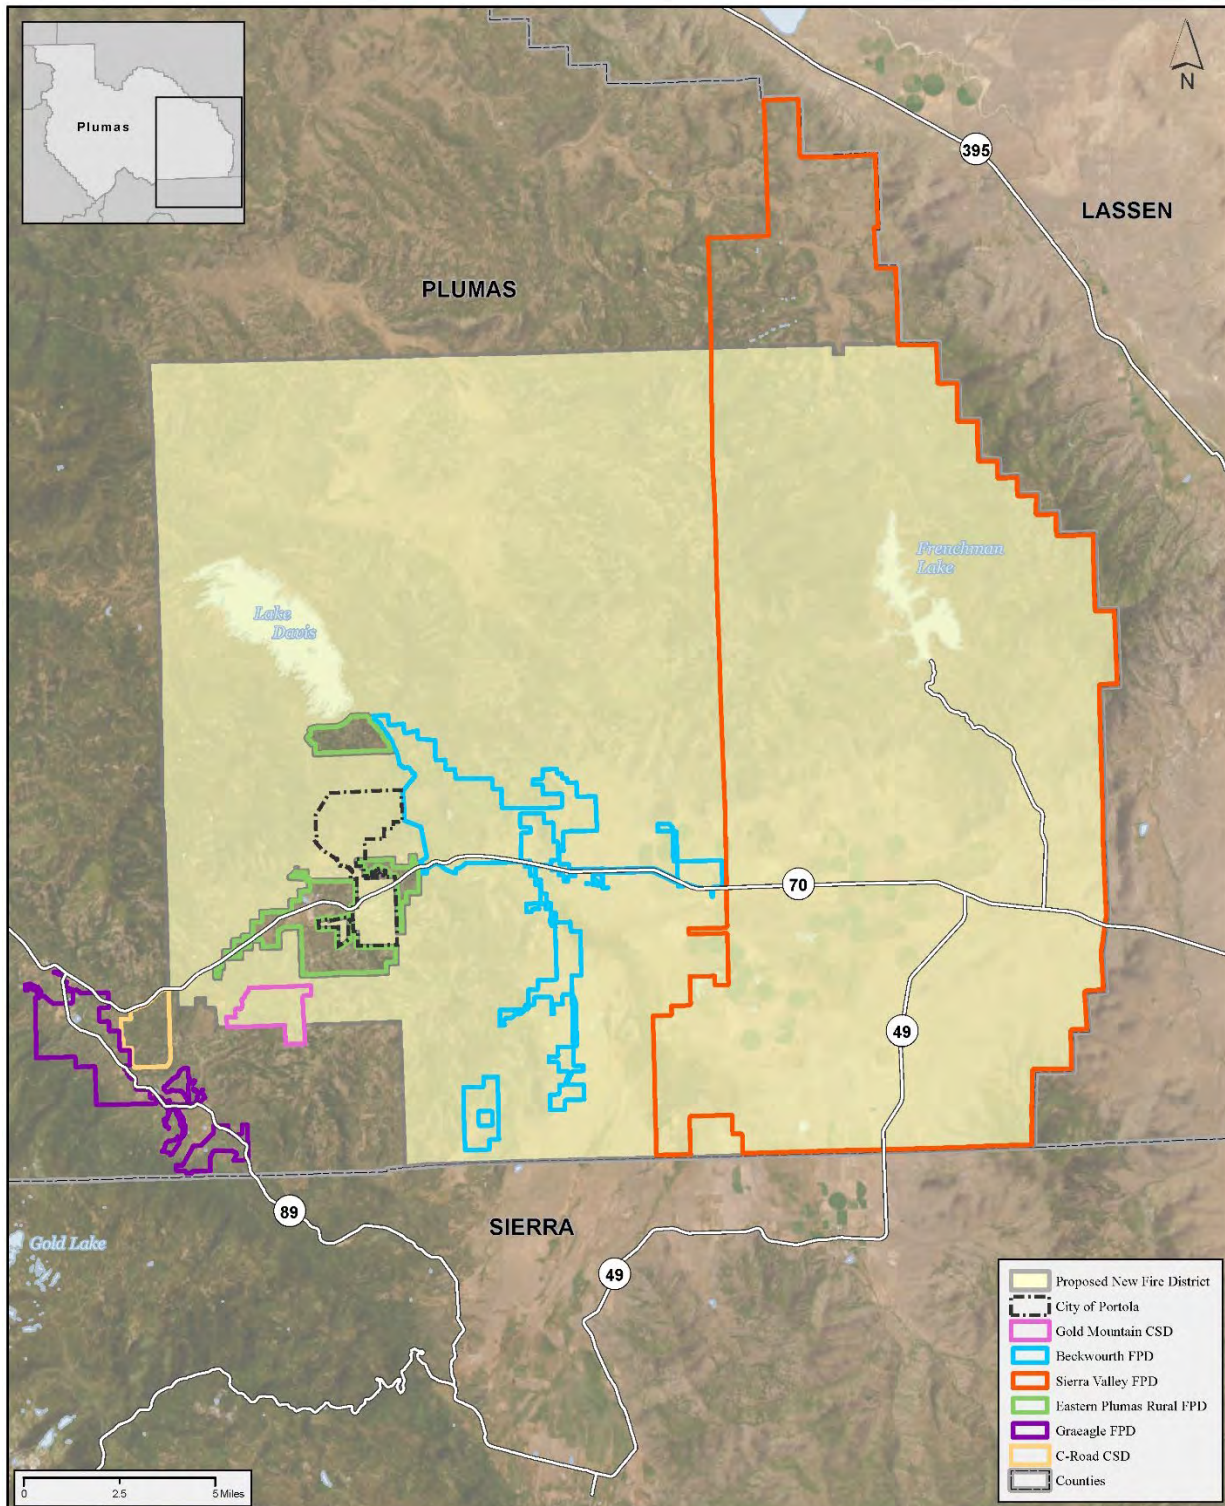 Plumas
N
395
LASSEN
PLUMAS
Frenchman
Lake
Lake
Davis
70
49
89
SIERRA
Gold Lake
49
Proposed New Fire District
City of Portola
Gold Mountain CSD
Beckwourth FPD
Sierra Valley FPD
Eastern Plumas Rural FPD
Graeagle FPD
C-Road CSD
Counties
0 2.5 5 Miles